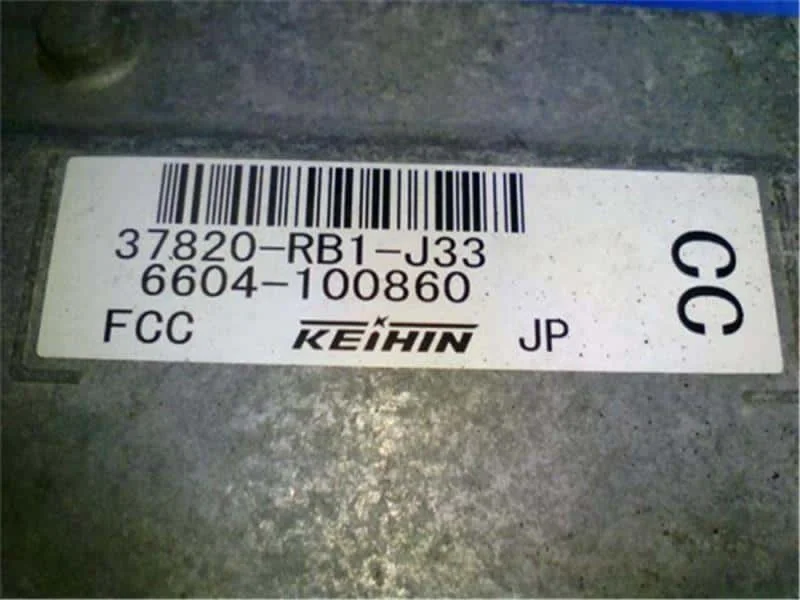 37820-RB1-J33
6604-100860
FCC KEIHIN JP
CC